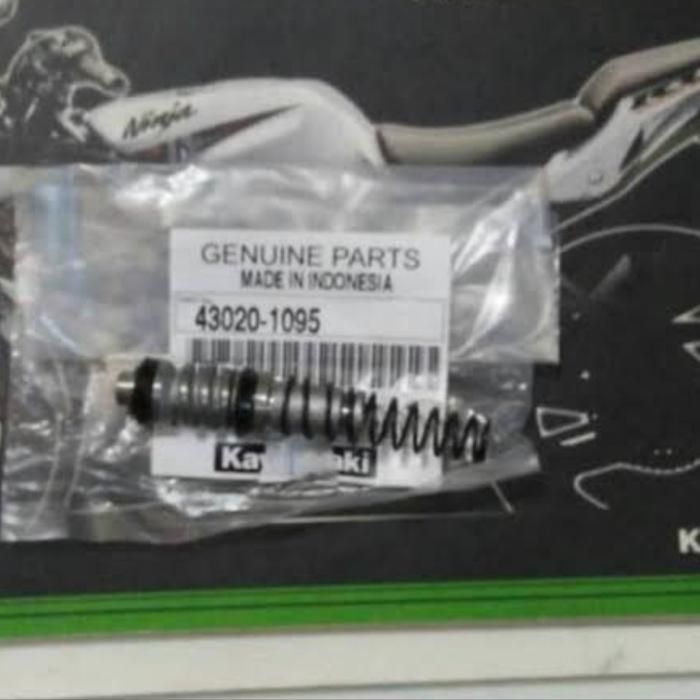 Ninja
GENUINE PARTS
MADE IN INDONESIA
43020-1095